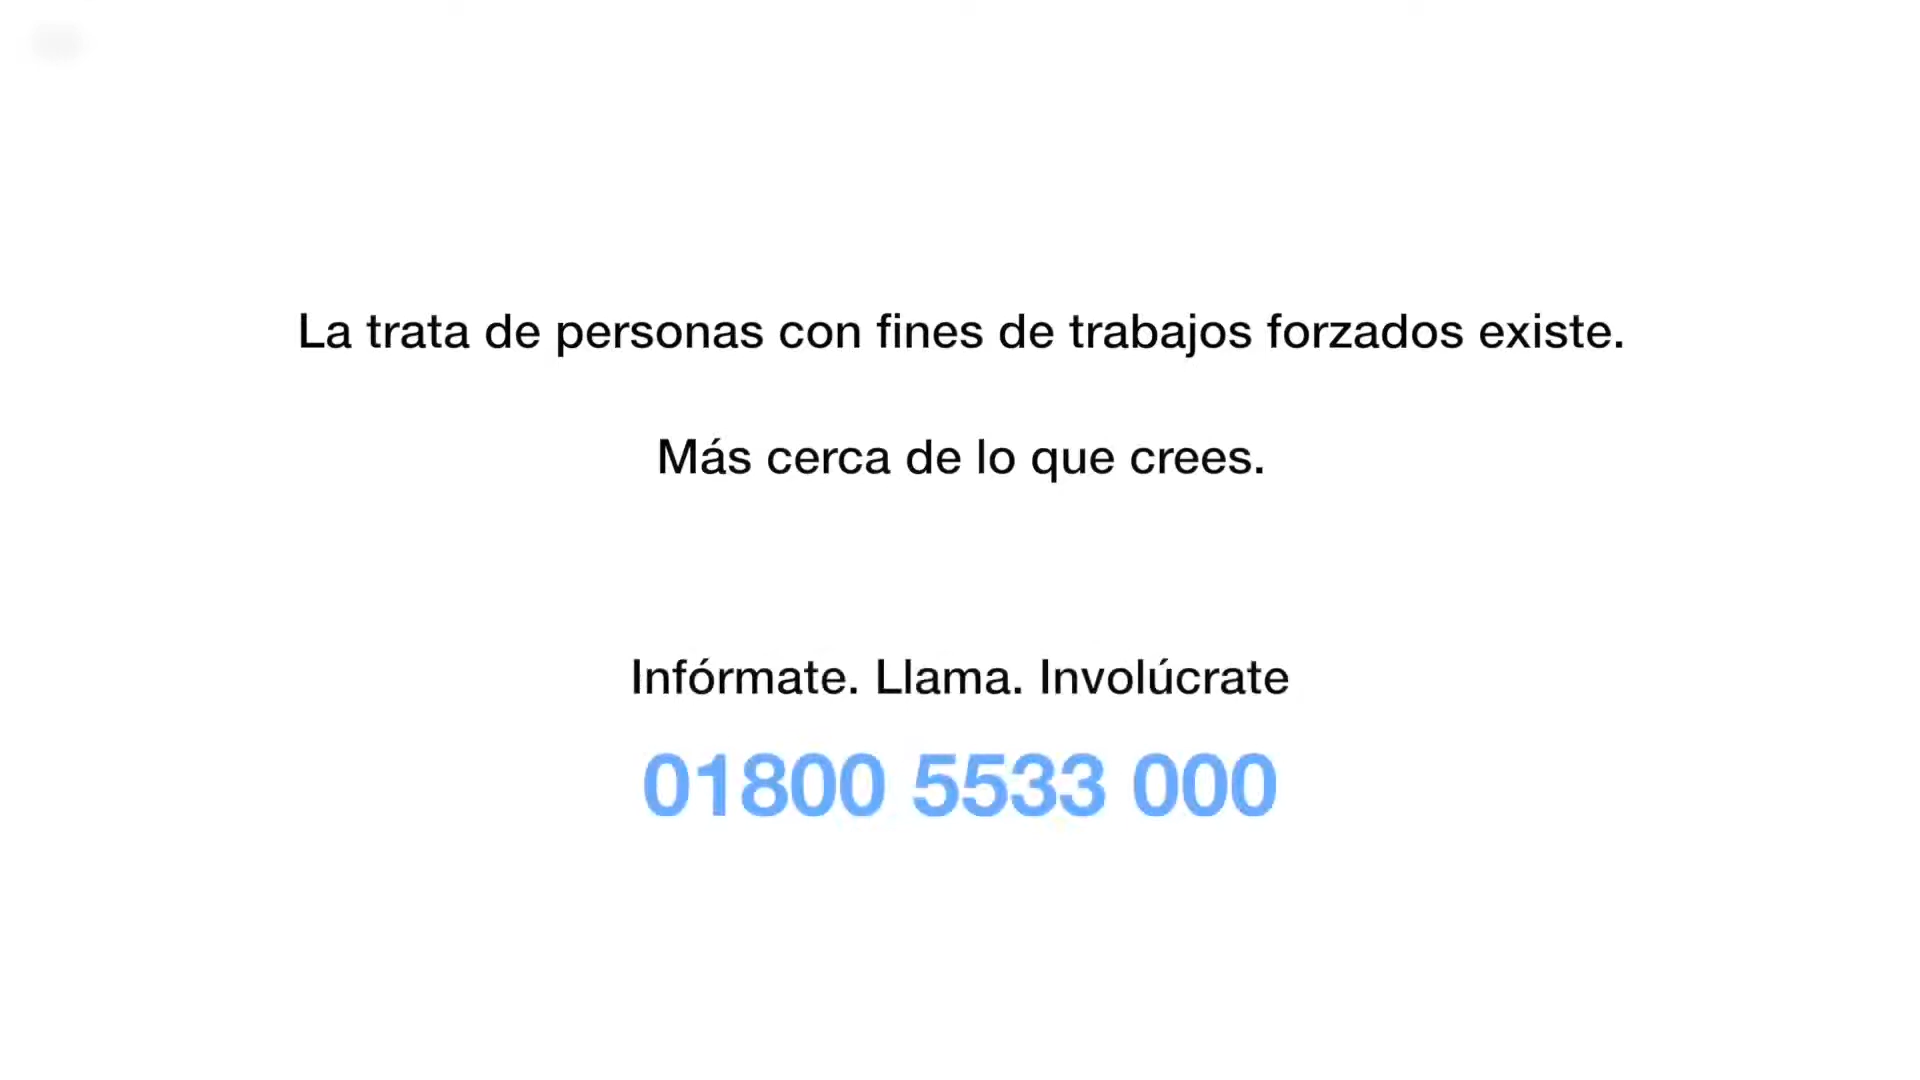 La trata de personas con fines de trabajos forzados existe.
Más cerca de lo que crees.
Infórmate. Llama. Involúcrate
01800 5533 000